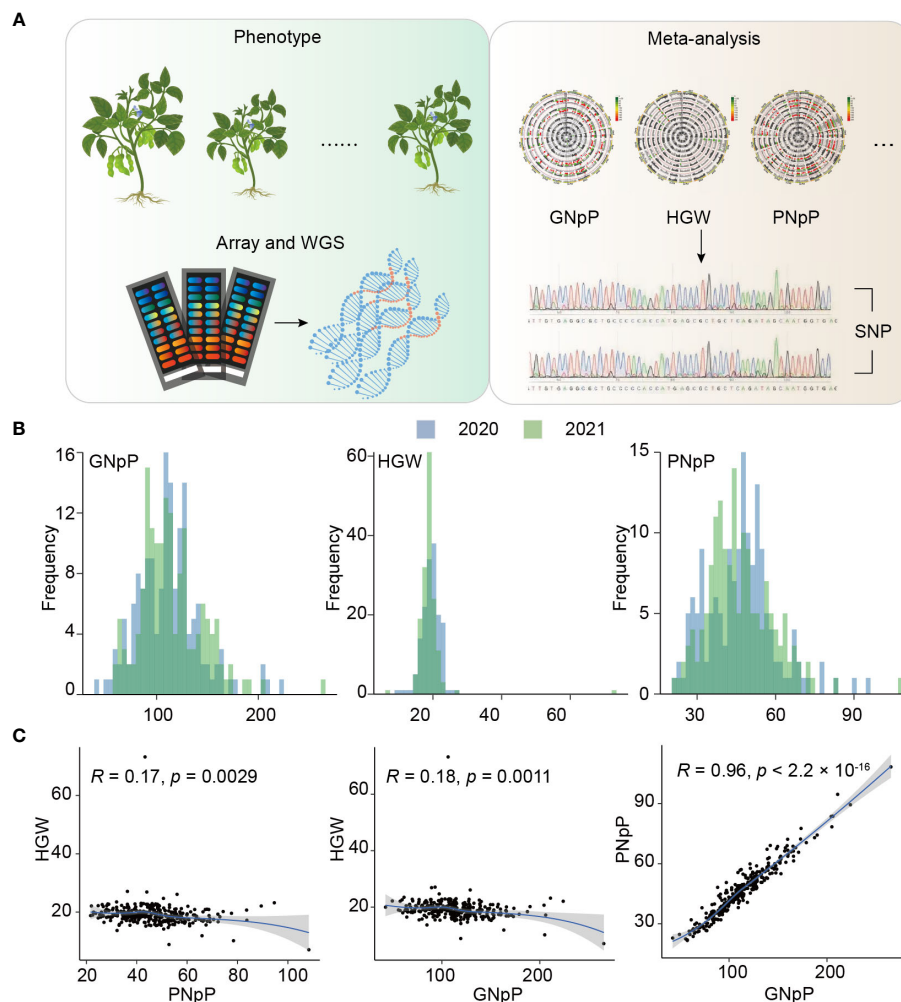 A
Phenotype
Meta-analysis
......
...
GNpP HGW PNpP
Array and WGS
SNP
B
2020 2021
GNpP
HGW
PNpP
Frequency
16
12
8
4
0
100 200
Frequency
60
40
20
0
20 40 60
Frequency
15
10
5
0
30 60 90
C
R = 0.17, p = 0.0029
HGW
60
40
20
20 40 60 80 100
PNpP
R = 0.18, p = 0.0011
HGW
60
40
20
100 200
GNpP
R = 0.96, p < 2.2 × 10-16
PNpP
90
60
30
100 200
GNpP